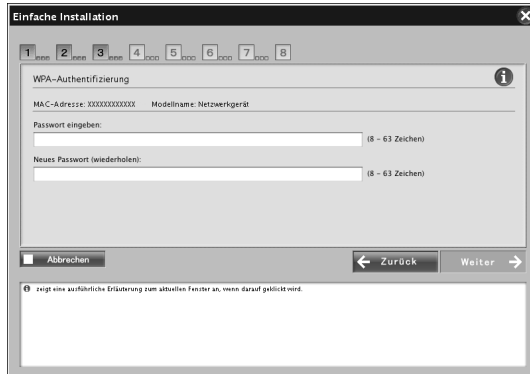 Einfache Installation
1 2 3 4 5 6 7 8
WPA-Authentifizierung
MAC-Adresse: XXXXXXXXXXXX Modellname: Netzwerkgerät
Passwort eingeben:
(8 – 63 Zeichen)
Neues Passwort (wiederholen):
(8 – 63 Zeichen)
Abbrechen
Zurück
Weiter
zeigt eine ausführliche Erläuterung zum aktuellen Fenster an, wenn darauf geklickt wird.